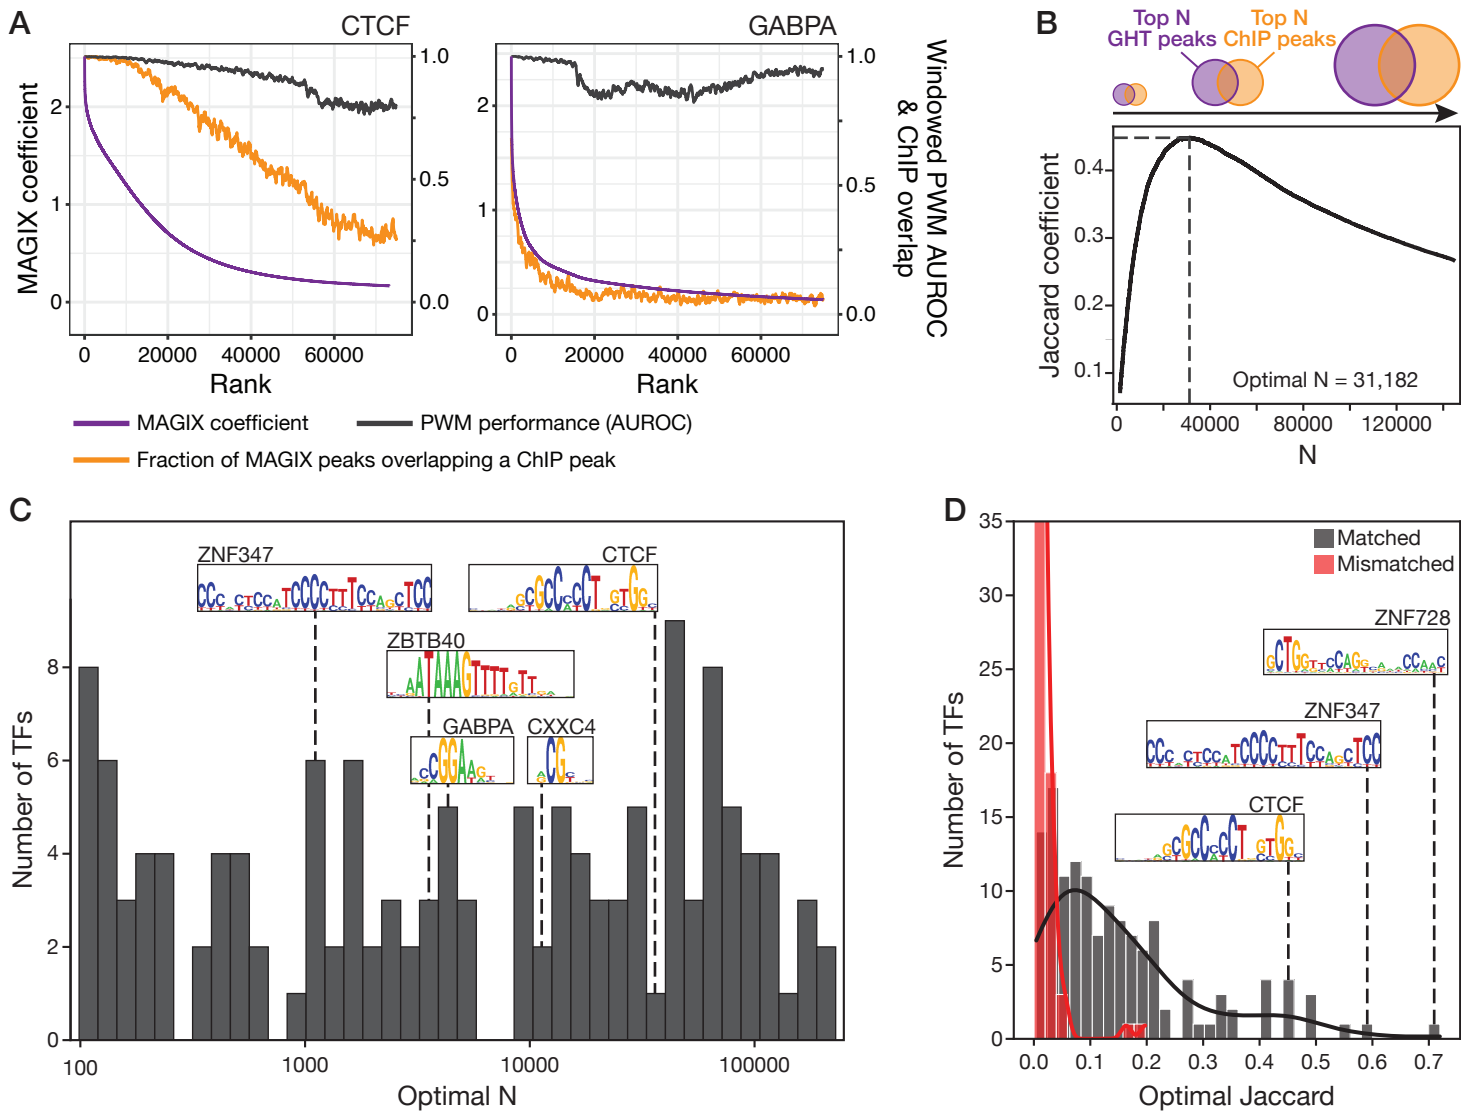 A
CTCF
GABPA
MAGIX coefficient
2
1
0
1.0
0.5
0.0
0
20000
40000
60000
Rank
2
1
0
1.0
0.5
0.0
0
20000
40000
60000
Rank
Windowed PWM AUROC
& ChIP overlap
MAGIX coefficient
PWM performance (AUROC)
Fraction of MAGIX peaks overlapping a ChIP peak
B
Top N
GHT peaks
Top N
ChIP peaks
Jaccard coefficient
0.4
0.3
0.2
0.1
Optimal N = 31,182
0
40000
80000
120000
N
C
Number of TFs
8
6
4
2
0
ZNF347
CTCF
ZBTB40
GABPA
CXXC4
100
1000
10000
100000
Optimal N
D
Number of TFs
35
30
25
20
15
10
5
0
Matched
Mismatched
ZNF728
ZNF347
CTCF
0.0
0.1
0.2
0.3
0.4
0.5
0.6
0.7
Optimal Jaccard